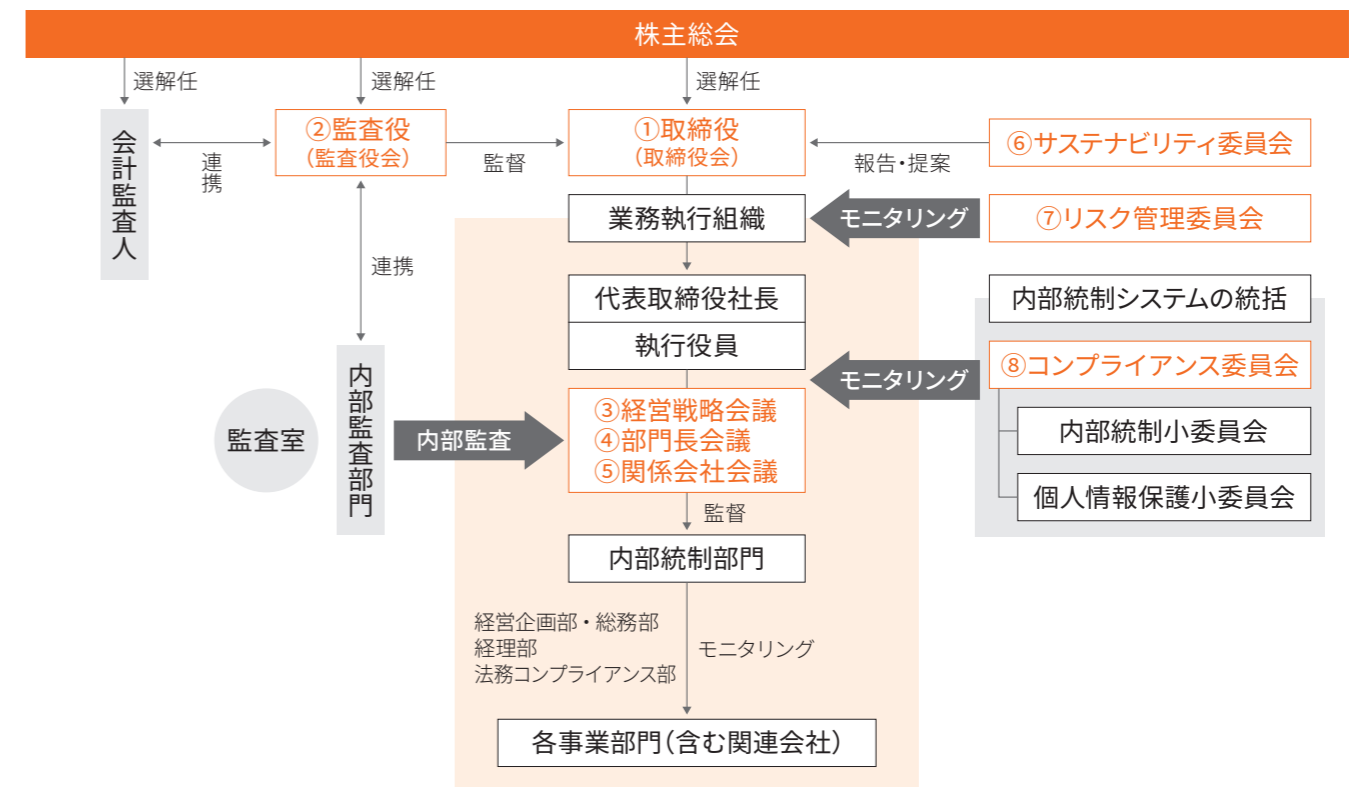 株主総会
選解任
選解任
選解任
会計監査人
連携
②監査役
(監査役会)
監督
①取締役
(取締役会)
報告・提案
⑥サステナビリティ委員会
業務執行組織
モニタリング
⑦リスク管理委員会
連携
代表取締役社長
執行役員
内部統制システムの統括
モニタリング
⑧コンプライアンス委員会
内部統制小委員会
個人情報保護小委員会
監査室
内部監査部門
内部監査
③経営戦略会議
④部門長会議
⑤関係会社会議
監督
内部統制部門
経営企画部・総務部
経理部
法務コンプライアンス部
モニタリング
各事業部門(含む関連会社)